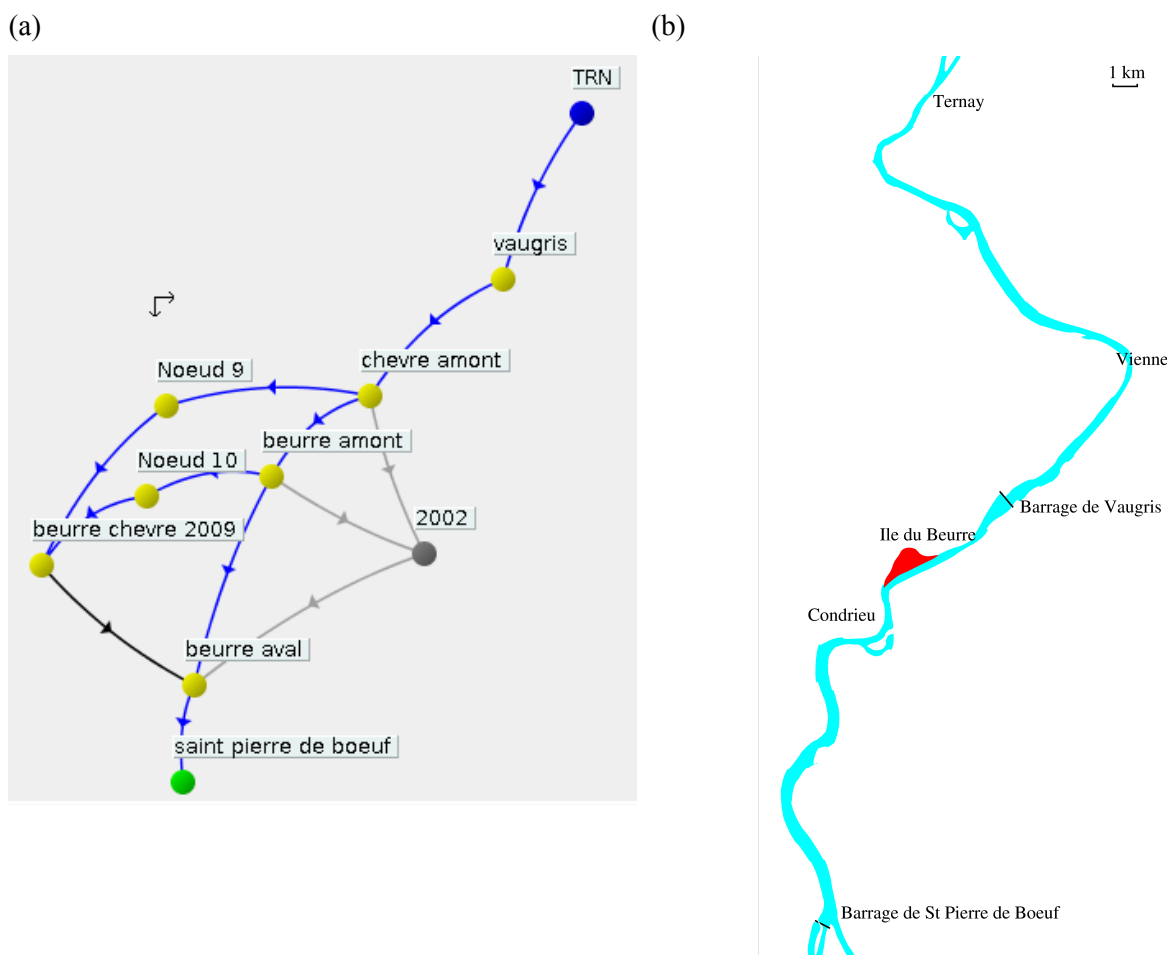 (a)
TRN
vaugris
chevre amont
Noeud 9
beurre amont
Noeud 10
2002
beurre chevre 2009
beurre aval
saint pierre de boeuf
(b)
1 km
Ternay
Vienne
Barrage de Vaugris
Ile du Beurre
Condrieu
Barrage de St Pierre de Boeuf